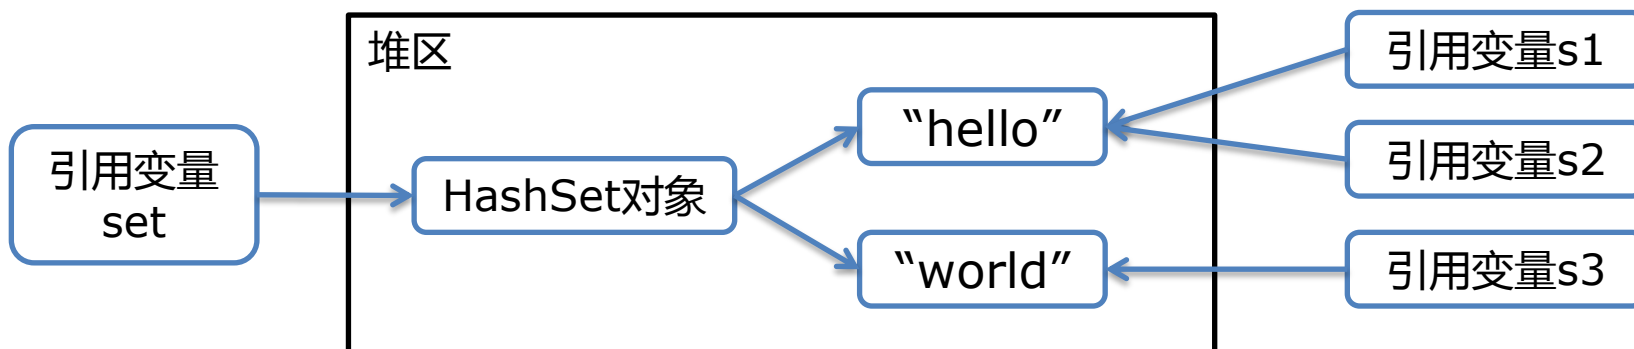 堆区
引用变量
set
HashSet对象
“hello”
“world”
引用变量s1
引用变量s2
引用变量s3